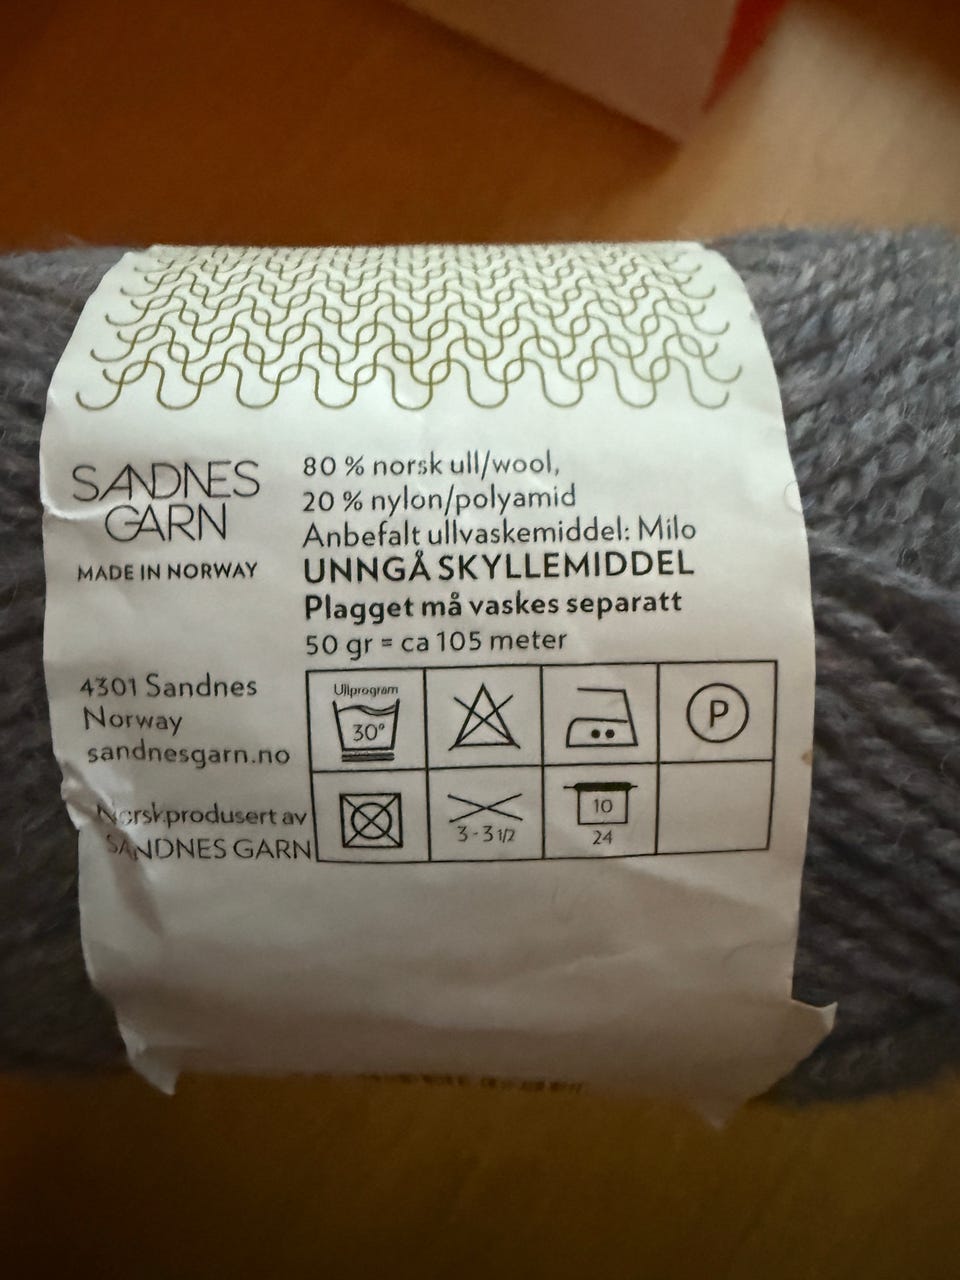 SANDNES
GARN
MADE IN NORWAY
80 % norsk ull/wool,
20 % nylon/polyamid
Anbefalt ullvaskemiddel: Milo
UNNGÅ SKYLLEMIDDEL
Plagget må vaskes separatt
50 gr = ca 105 meter
4301 Sandnes
Norway
sandnesgarn.no
Norskprodusert av
SANDNES GARN
Ullprogram
30°
P
3 - 3 1/2
10
24